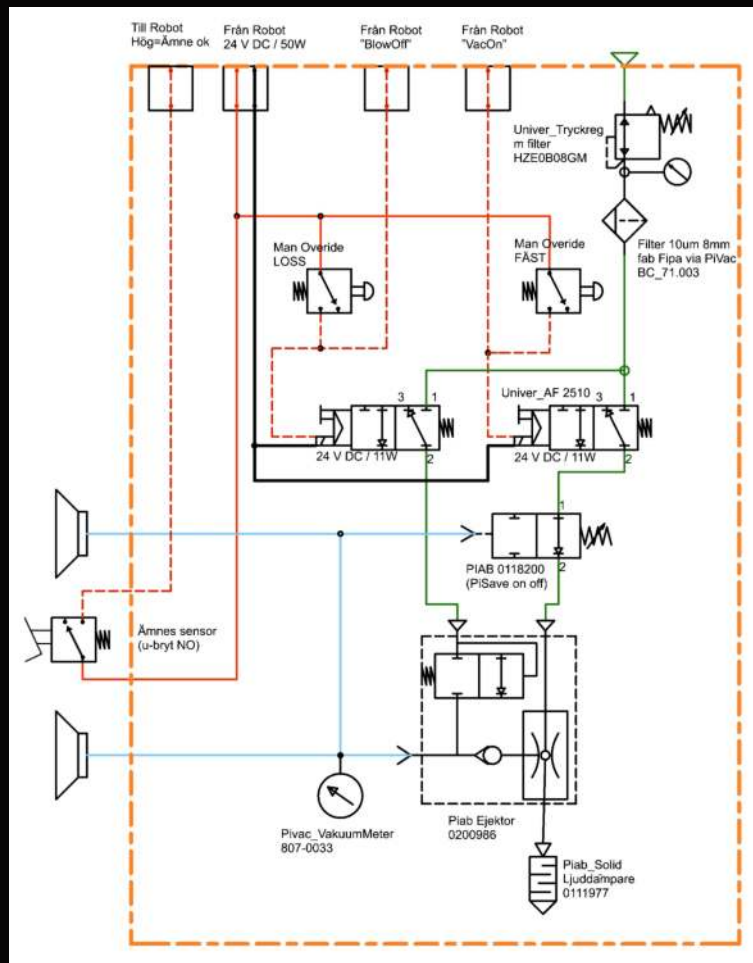 Till Robot
Hög=Ämne ok
Från Robot
24 V DC / 50W
Från Robot
"BlowOff"
Från Robot
"VacOn"
Univer_Tryckreg
m filter
HZE0B08GM
Man Overide
LOSS
Man Overide
FÄST
Filter 10um 8mm
fab Fipa via PiVac
BC_71.003
3
1
Univer_AF 2510
3
1
24 V DC / 11W
2
24 V DC / 11W
2
1
PIAB 0118200
(PiSave on off)
2
Ämnes sensor
(u-bryt NO)
Pivac_VakuumMeter
807-0033
Piab Ejektor
0200986
Piab_Solid
Ljuddämpare
0111977